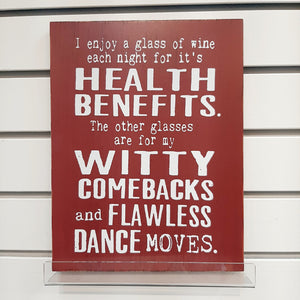 I enjoy a glass of wine
each night for it's
HEALTH
BENEFITS.
The other glasses
are for my
WITTY
COMEBACKS
and FLAWLESS
DANCE MOVES.